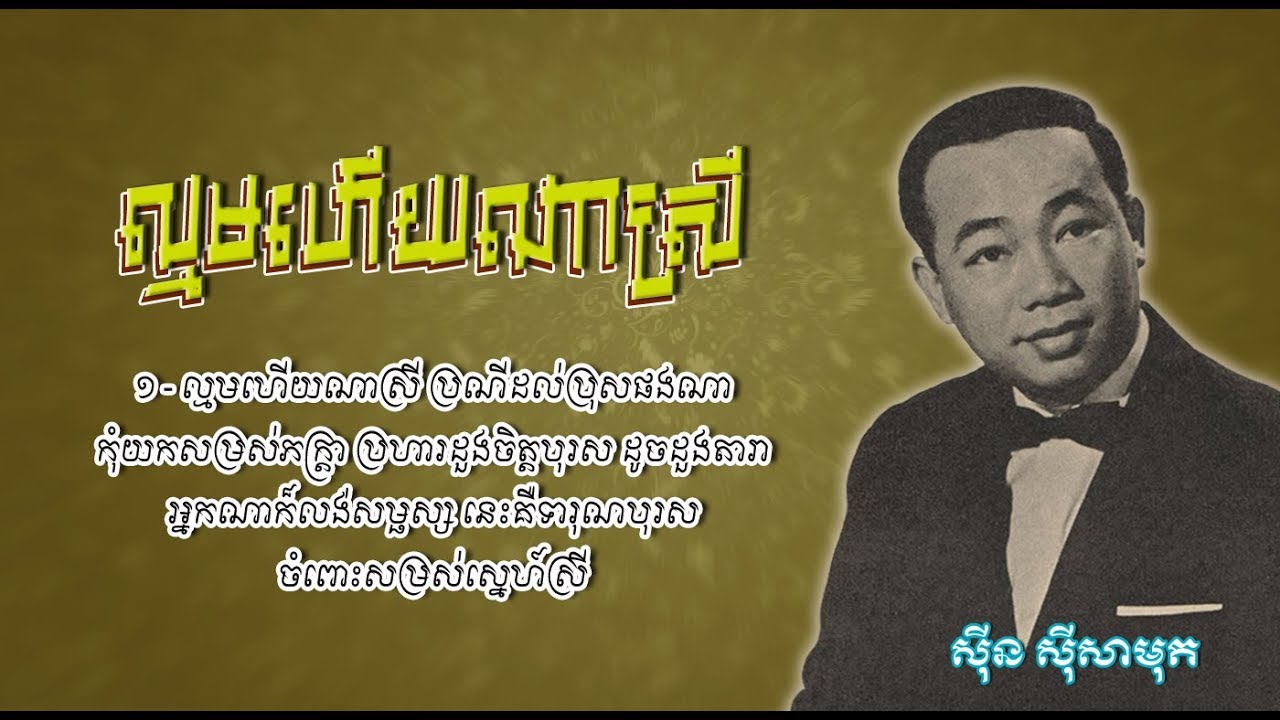 ល្មមហើយណាស្រី
១-ល្មមហើយណាស្រី ប្រណីដល់ប្រុសផងណា
កុំយកសម្រស់ភក្ត្រា ប្រហារដួងចិត្តបុរស ដូចដួងតារា
អ្នកណាក៏លង់សម្ផស្ស នេះគឺទារុណបុរស
ចំពោះសម្រស់ស្នេហ៍ស្រី
ស៊ីន ស៊ីសាមុត